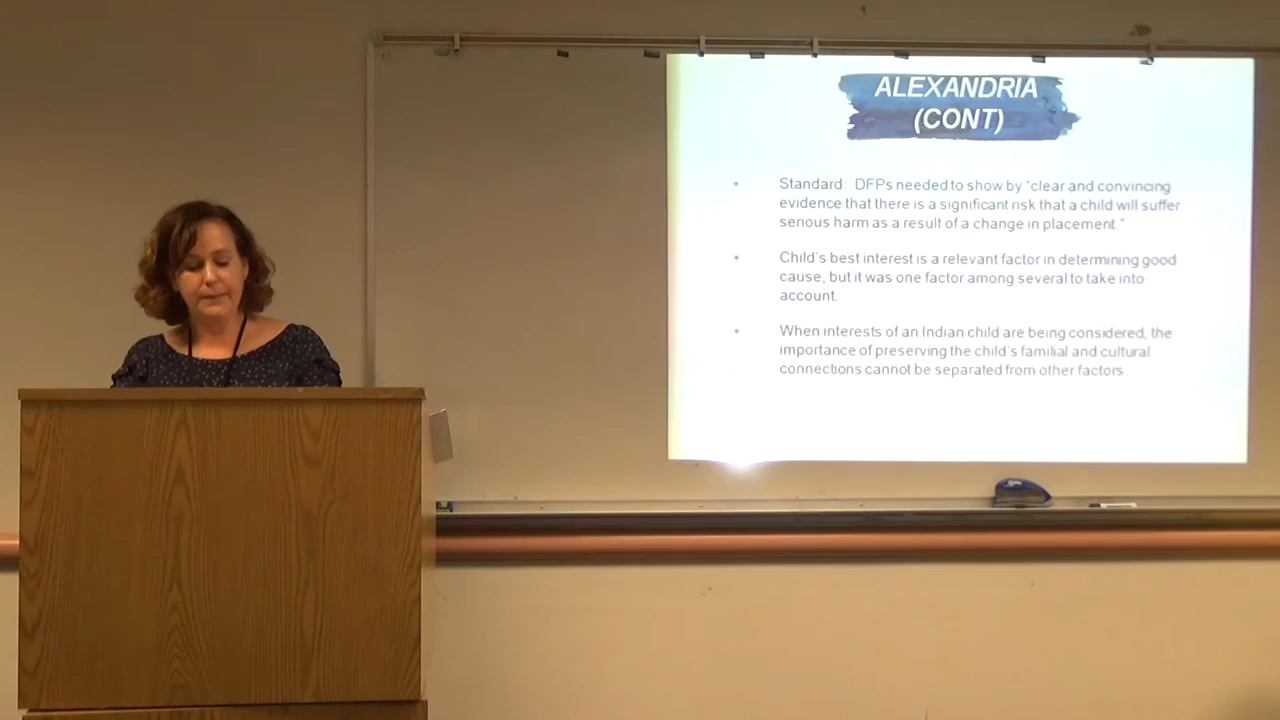 ALEXANDRIA
(CONT)
• Standard: DFPs needed to show by "clear and convincing
evidence that there is a significant risk that a child will suffer
serious harm as a result of a change in placement."
• Child's best interest is a relevant factor in determining good
cause, but it was one factor among several to take into
account.
• When interests of an Indian child are being considered, the
importance of preserving the child's familial and cultural
connections cannot be separated from other factors